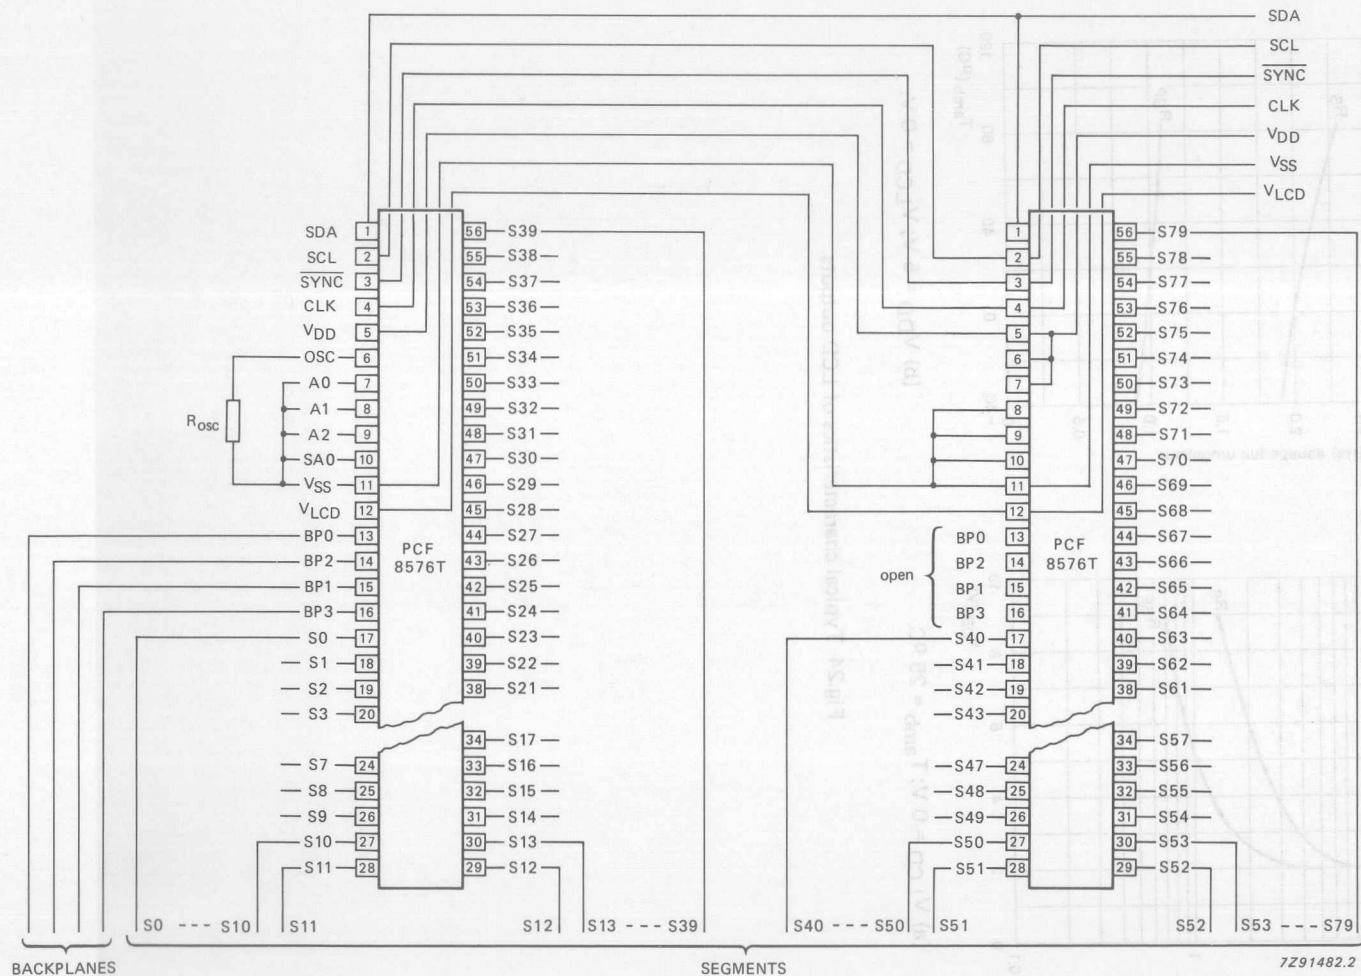 SDA
SCL
SYNC
CLK
VDD
VSS
VLCD
SDA 1 56 S39
SCL 2 55 S38
SYNC 3 54 S37
CLK 4 53 S36
VDD 5 52 S35
OSC 6 51 S34
A0 7 50 S33
A1 8 49 S32
A2 9 48 S31
SA0 10 47 S30
VSS 11 46 S29
VLCD 12 45 S28
BP0 13 44 S27
BP2 14 43 S26
BP1 15 42 S25
BP3 16 41 S24
S0 17 40 S23
S1 18 39 S22
S2 19 38 S21
S3 20
34 S17
S7 24 33 S16
S8 25 32 S15
S9 26 31 S14
S10 27 30 S13
S11 28 29 S12
Rosc
PCF
8576T
1 56 S79
2 55 S78
3 54 S77
4 53 S76
5 52 S75
6 51 S74
7 50 S73
8 49 S72
9 48 S71
10 47 S70
11 46 S69
12 45 S68
BP0 13 44 S67
BP2 14 43 S66
BP1 15 42 S65
BP3 16 41 S64
S40 17 40 S63
S41 18 39 S62
S42 19 38 S61
S43 20
34 S57
S47 24 33 S56
S48 25 32 S55
S49 26 31 S54
S50 27 30 S53
S51 28 29 S52
open
PCF
8576T
S0 --- S10 S11 S12 S13 --- S39 S40 --- S50 S51 S52 S53 --- S79
BACKPLANES
SEGMENTS
7Z91482.2